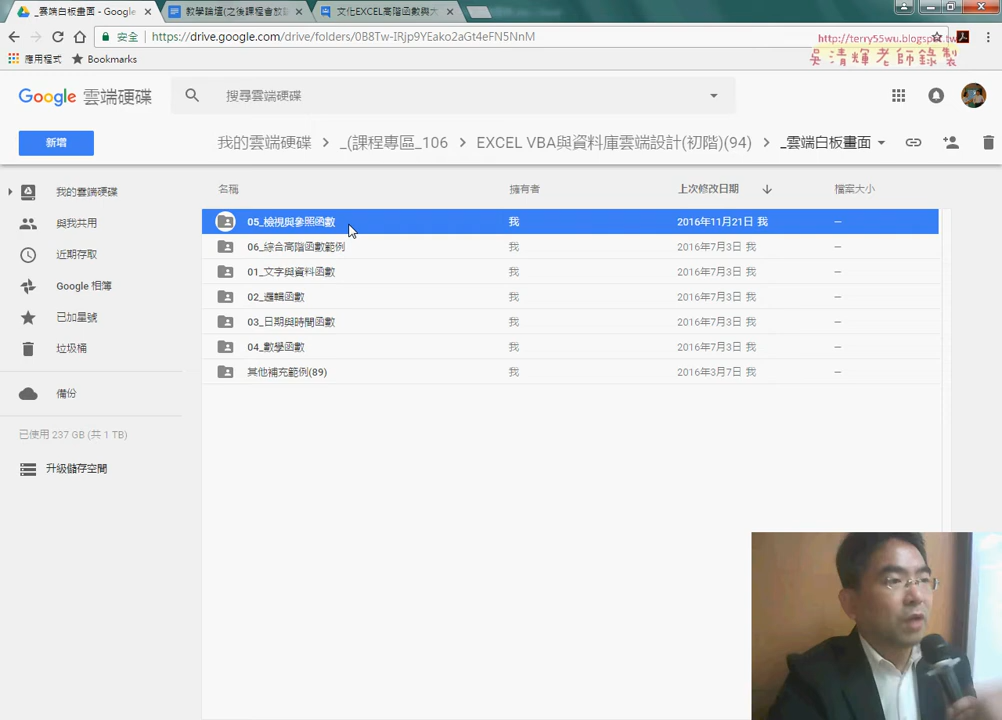 _雲端白板畫面 - Google
教學論壇(之後課程會放
文化EXCEL高階函數與大
安全
https://drive.google.com/drive/folders/0B8Tw-IRjp9YEako2aGt4eFN5NnM
http://terry55wu.blogspot.tw
應用程式
Bookmarks
吳清輝老師錄製
Google 雲端硬碟
搜尋雲端硬碟
新增
我的雲端硬碟
_(課程專區_106
EXCEL VBA與資料庫雲端設計(初階)(94)
_雲端白板畫面
名稱
擁有者
上次修改日期
檔案大小
我的雲端硬碟
與我共用
近期存取
Google 相簿
已加星號
垃圾桶
備份
已使用 237 GB (共 1 TB)
升級儲存空間
05_檢視與參照函數 我 2016年11月21日 我 –
06_綜合高階函數範例 我 2016年7月3日 我 –
01_文字與資料函數 我 2016年7月3日 我 –
02_邏輯函數 我 2016年7月3日 我 –
03_日期與時間函數 我 2016年7月3日 我 –
04_數學函數 我 2016年7月3日 我 –
其他補充範例(89) 我 2016年3月7日 我 –